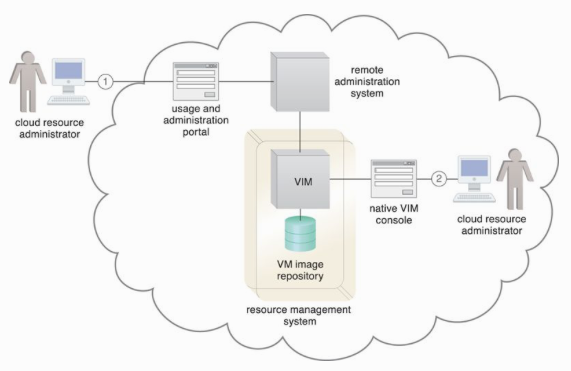 1
cloud resource
administrator
usage and
administration
portal
remote
administration
system
VIM
VM image
repository
resource management
system
native VIM
console
2
cloud resource
administrator